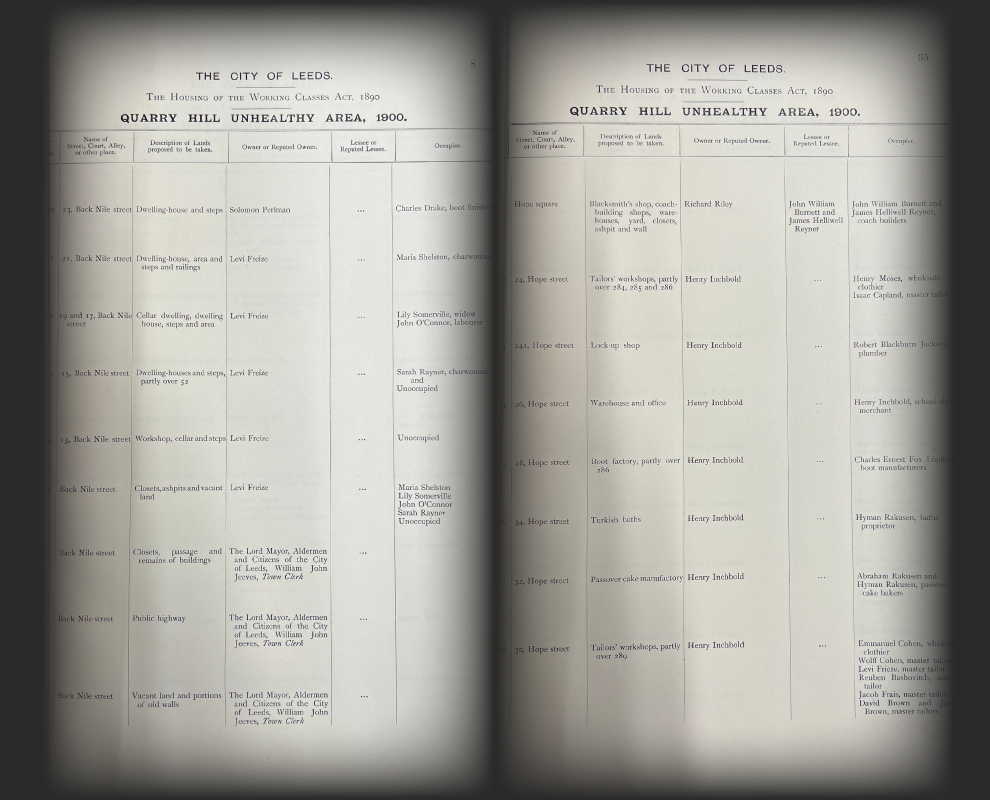 8
THE CITY OF LEEDS.
The Housing of the Working Classes Act, 1890
QUARRY HILL UNHEALTHY AREA, 1900.
Name of
Street, Court, Alley,
or other place.
Description of Lands
proposed to be taken.
Owner or Reputed Owner.
Lessee or
Reputed Lessee.
Occupier.
23, Back Nile street
Dwelling-house and steps
Solomon Perlman
...
Charles Drake, boot
21, Back Nile street
Dwelling-house, area and
steps and railings
Levi Freize
...
Maria Shelston, charwoman
19 and 17, Back Nile
street
Cellar dwelling, dwelling
house, steps and area
Levi Freize
...
Lily Somerville, widow
John O'Connor, labourer
15, Back Nile street
Dwelling-houses and steps,
partly over 52
Levi Freize
...
Sarah Rayner, charwoman
and
Unoccupied
13, Back Nile street
Workshop, cellar and steps
Levi Freize
...
Unoccupied
Back Nile street
Closets, ashpits and vacant
land
Levi Freize
...
Maria Shelston
Lily Somerville
John O'Connor
Sarah Rayner
Unoccupied
Back Nile street
Closets, passage and
remains of buildings
The Lord Mayor, Aldermen
and Citizens of the City
of Leeds, William John
Jeeves, Town Clerk
...
Back Nile street
Public highway
The Lord Mayor, Aldermen
and Citizens of the City
of Leeds, William John
Jeeves, Town Clerk
...
Back Nile street
Vacant land and portions
of old walls
The Lord Mayor, Aldermen
and Citizens of the City
of Leeds, William John
Jeeves, Town Clerk
...
35
THE CITY OF LEEDS.
The Housing of the Working Classes Act, 1890
QUARRY HILL UNHEALTHY AREA, 1900.
Name of
Street, Court, Alley,
or other place.
Description of Lands
proposed to be taken.
Owner or Reputed Owner.
Lessee or
Reputed Lessee.
Occupier.
Hope square
Blacksmith's shop, coach-
building shops, ware-
houses, yard, closets,
ashpit and wall
Richard Riley
John William
Burnett and
James Helliwell
Reyner
John William Burnett and
James Helliwell Reyner,
coach builders
24, Hope street
Tailors' workshops, partly
over 284, 285 and 286
Henry Inchbold
...
Henry Moses, wholesale
clothier
Isaac Capland, master tailor
24a, Hope street
Lock-up shop
Henry Inchbold
...
Robert Blackburn Jackson
plumber
26, Hope street
Warehouse and office
Henry Inchbold
...
Henry Inchbold, school
merchant
28, Hope street
Boot factory, partly over
286
Henry Inchbold
...
Charles Ernest Fox
boot manufacturers
34, Hope street
Turkish baths
Henry Inchbold
...
Hyman Rakusen, baths
proprietor
32, Hope street
Passover cake manufactory
Henry Inchbold
...
Abraham Rakusen and
Hyman Rakusen,
cake bakers
30, Hope street
Tailors' workshops, partly
over 289
Henry Inchbold
...
Emmanuel Cohen,
clothier
Wolff Cohen, master
Levi Frieze, master
Reuben Bashovitch,
tailor
Jacob Frais, master
David Brown and
Brown, master tailors